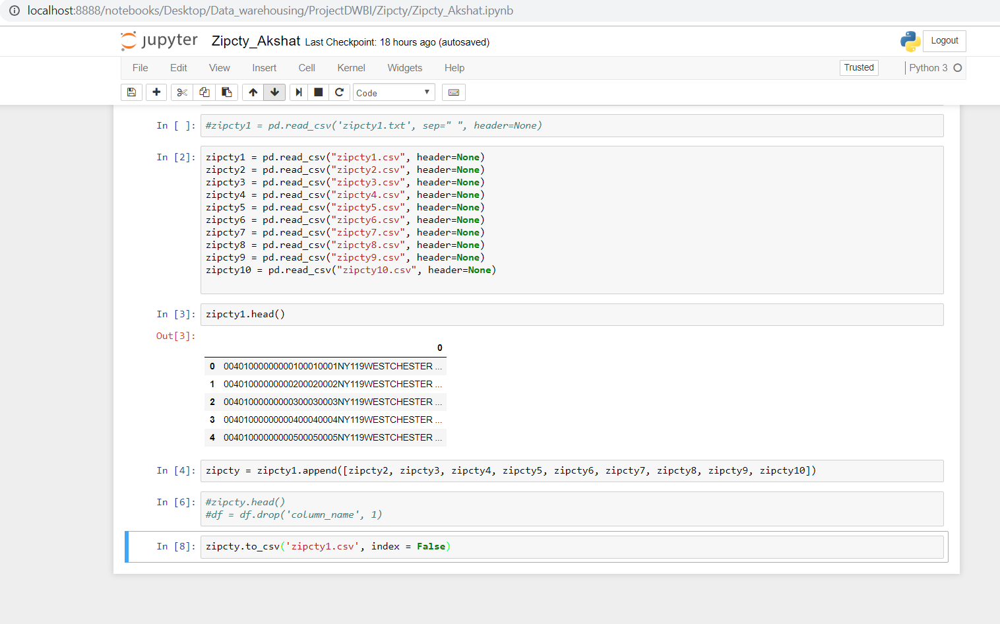 localhost:8888/notebooks/Desktop/Data_warehousing/ProjectDWBI/Zipcty/Zipcty_Akshat.ipynb
jupyter Zipcty_Akshat Last Checkpoint: 18 hours ago (autosaved) Logout
File Edit View Insert Cell Kernel Widgets Help Trusted Python 3
Code
In [ ]: #zipcty1 = pd.read_csv('zipcty1.txt', sep=" ", header=None)
In [2]: zipcty1 = pd.read_csv("zipcty1.csv", header=None)
zipcty2 = pd.read_csv("zipcty2.csv", header=None)
zipcty3 = pd.read_csv("zipcty3.csv", header=None)
zipcty4 = pd.read_csv("zipcty4.csv", header=None)
zipcty5 = pd.read_csv("zipcty5.csv", header=None)
zipcty6 = pd.read_csv("zipcty6.csv", header=None)
zipcty7 = pd.read_csv("zipcty7.csv", header=None)
zipcty8 = pd.read_csv("zipcty8.csv", header=None)
zipcty9 = pd.read_csv("zipcty9.csv", header=None)
zipcty10 = pd.read_csv("zipcty10.csv", header=None)
In [3]: zipcty1.head()
Out[3]:
0
0 00401000000000100010001NY119WESTCHESTER ...
1 00401000000000200020002NY119WESTCHESTER ...
2 00401000000000300030003NY119WESTCHESTER ...
3 00401000000000400040004NY119WESTCHESTER ...
4 00401000000000500050005NY119WESTCHESTER ...
In [4]: zipcty = zipcty1.append([zipcty2, zipcty3, zipcty4, zipcty5, zipcty6, zipcty7, zipcty8, zipcty9, zipcty10])
In [6]: #zipcty.head()
#df = df.drop('column_name', 1)
In [8]: zipcty.to_csv('zipcty1.csv', index = False)